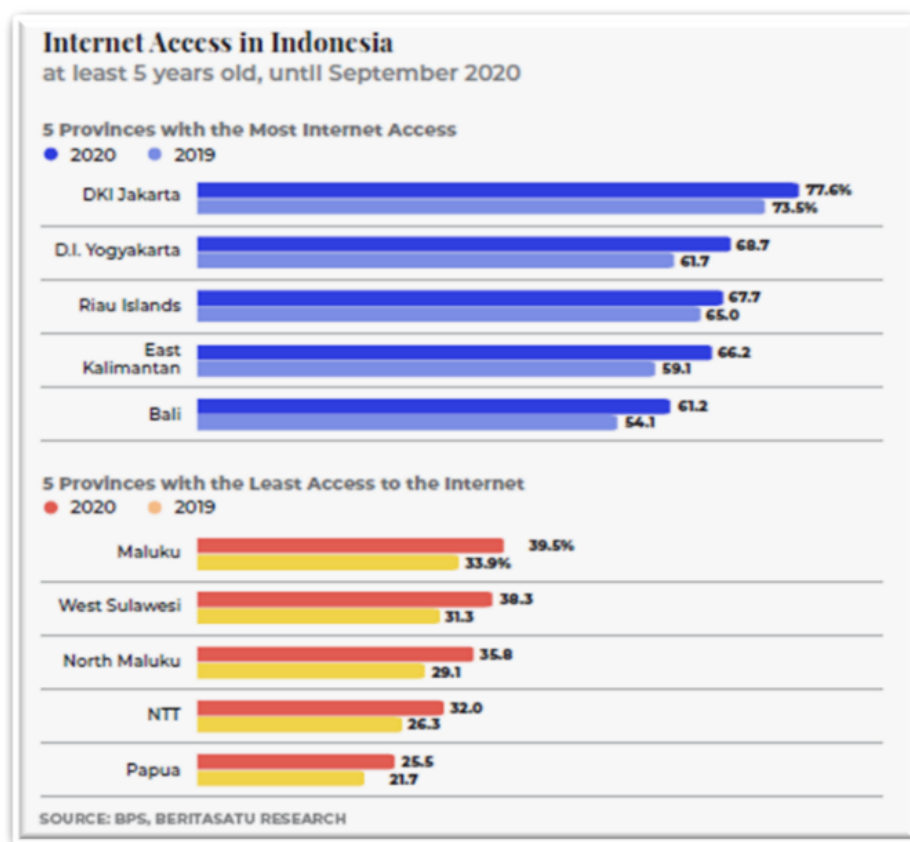 Internet Access in Indonesia
at least 5 years old, until September 2020
5 Provinces with the Most Internet Access
2020 2019
DKI Jakarta 77.6%
73.5%
D.I. Yogyakarta 68.7
61.7
Riau Islands 67.7
65.0
East
Kalimantan 66.2
59.1
Bali 61.2
54.1
5 Provinces with the Least Access to the Internet
2020 2019
Maluku 39.5%
33.9%
West Sulawesi 38.3
31.3
North Maluku 35.8
29.1
NTT 32.0
26.3
Papua 25.5
21.7
SOURCE: BPS, BERITASATU RESEARCH